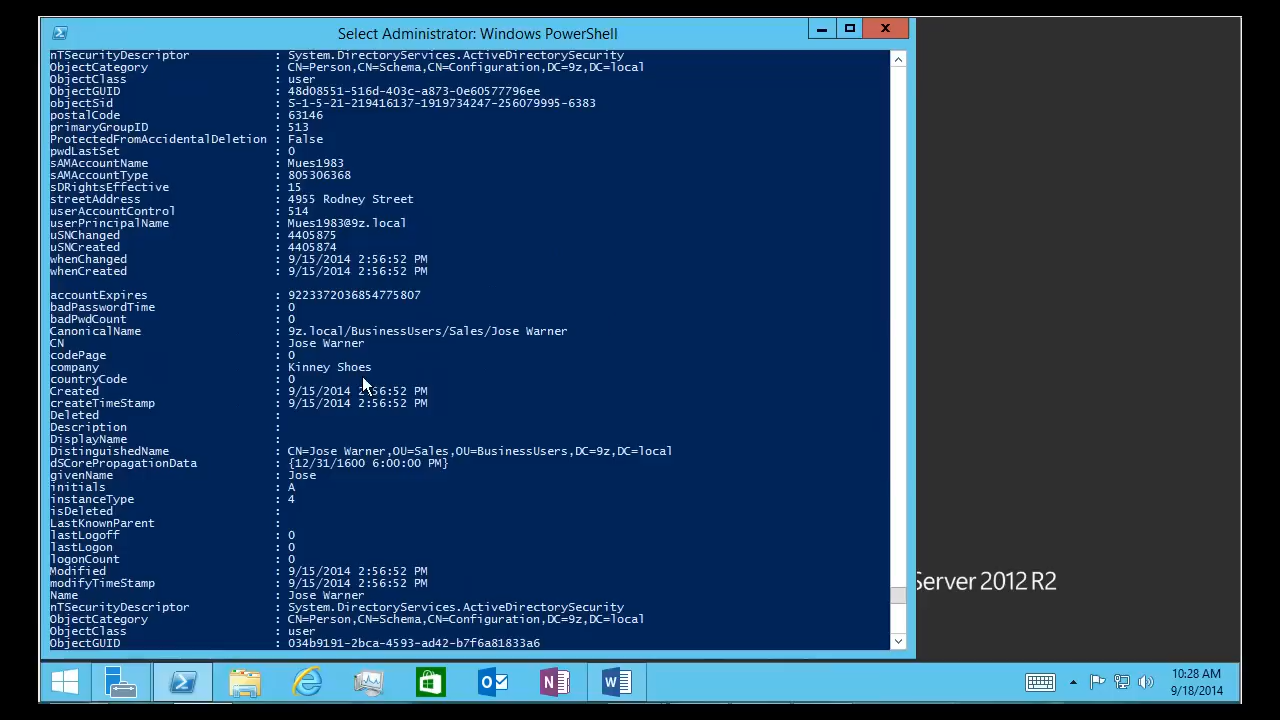 Select Administrator: Windows PowerShell
nTSecurityDescriptor : System.DirectoryServices.ActiveDirectorySecurity
ObjectCategory : CN=Person,CN=Schema,CN=Configuration,DC=9z,DC=local
ObjectClass : user
ObjectGUID : 48d08551-516d-403c-a873-0e60577796ee
objectSid : S-1-5-21-219416137-1919734247-256079995-6383
postalCode : 63146
primaryGroupID : 513
ProtectedFromAccidentalDeletion : False
pwdLastSet : 0
sAMAccountName : Mues1983
sAMAccountType : 805306368
sDRightsEffective : 15
streetAddress : 4955 Rodney Street
userAccountControl : 514
userPrincipalName : Mues1983@9z.local
uSNChanged : 4405875
uSNCreated : 4405874
whenChanged : 9/15/2014 2:56:52 PM
whenCreated : 9/15/2014 2:56:52 PM
accountExpires : 9223372036854775807
badPasswordTime : 0
badPwdCount : 0
CanonicalName : 9z.local/BusinessUsers/Sales/Jose Warner
CN : Jose Warner
codePage : 0
company : Kinney Shoes
countryCode : 0
Created : 9/15/2014 2:56:52 PM
createTimeStamp : 9/15/2014 2:56:52 PM
Deleted :
Description :
DisplayName :
DistinguishedName : CN=Jose Warner,OU=Sales,OU=BusinessUsers,DC=9z,DC=local
dSCorePropagationData : {12/31/1600 6:00:00 PM}
givenName : Jose
initials : A
instanceType : 4
isDeleted :
LastKnownParent :
lastLogoff : 0
lastLogon : 0
logonCount : 0
Modified : 9/15/2014 2:56:52 PM
modifyTimeStamp : 9/15/2014 2:56:52 PM
Name : Jose Warner
nTSecurityDescriptor : System.DirectoryServices.ActiveDirectorySecurity
ObjectCategory : CN=Person,CN=Schema,CN=Configuration,DC=9z,DC=local
ObjectClass : user
ObjectGUID : 034b9191-2bca-4593-ad42-b7f6a81833a6
Server 2012 R2
10:28 AM
9/18/2014